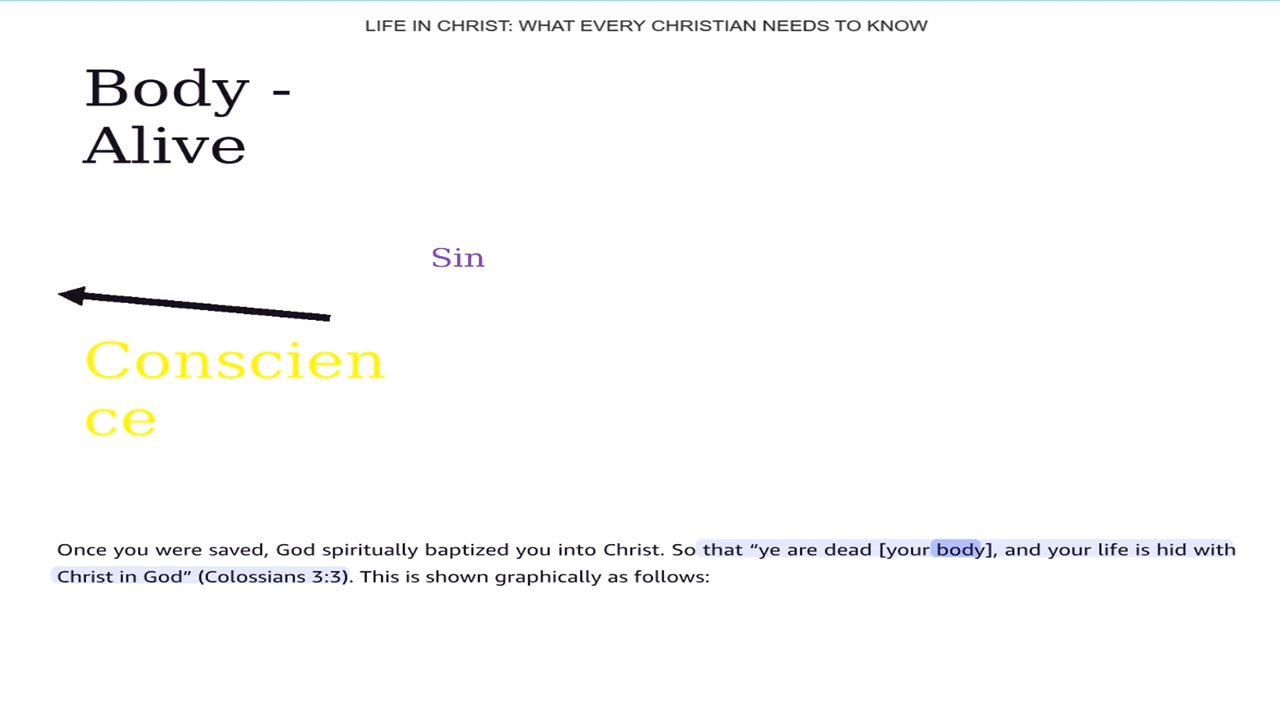 LIFE IN CHRIST: WHAT EVERY CHRISTIAN NEEDS TO KNOW
Body -
Alive
Sin
Conscien
ce
Once you were saved, God spiritually baptized you into Christ. So that “ye are dead [your body], and your life is hid with
Christ in God” (Colossians 3:3). This is shown graphically as follows: